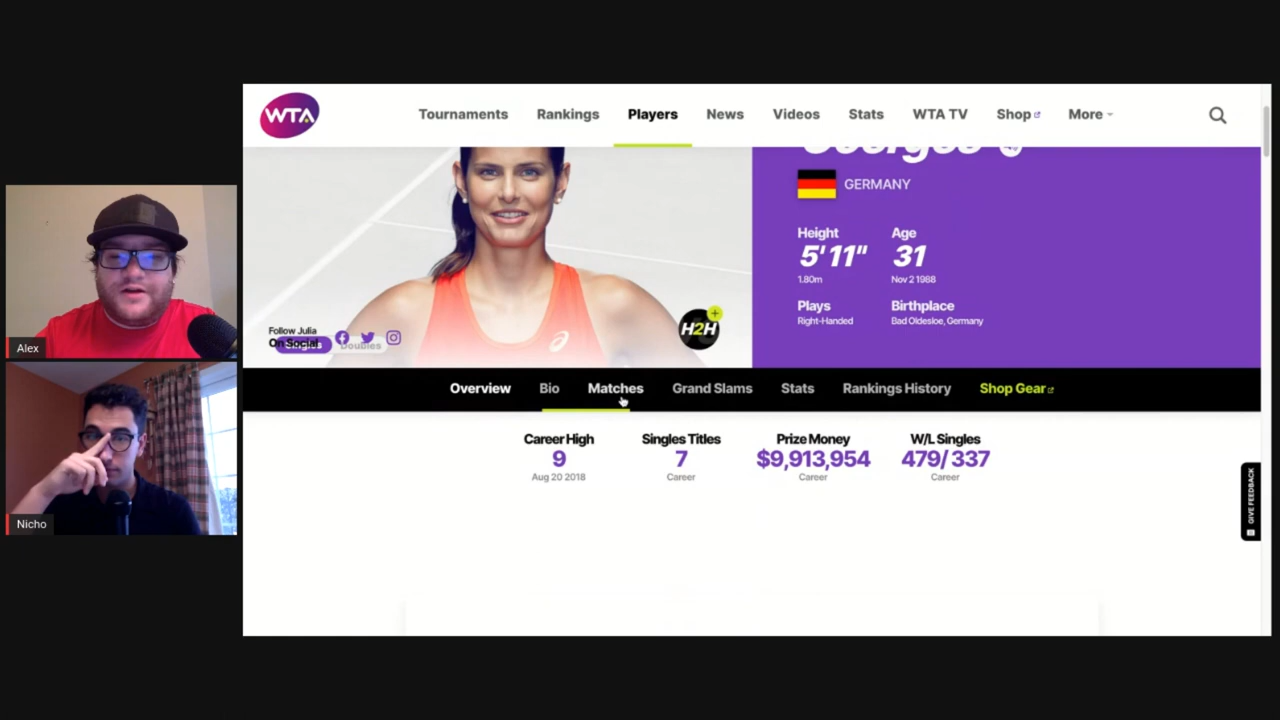 WTA
Tournaments
Rankings
Players
News
Videos
Stats
WTA TV
Shop
More
GERMANY
Height
Age
5' 11"
31
1.80m
Nov 2 1988
Plays
Birthplace
Right-Handed
Bad Oldesloe, Germany
Follow Julia
On Social
Doubles
H2H
Overview
Bio
Matches
Grand Slams
Stats
Rankings History
Shop Gear
Career High
Singles Titles
Prize Money
W/L Singles
9
7
$9,913,954
479/ 337
Aug 20 2018
Career
Career
Career
GIVE FEEDBACK
Alex
Nicho